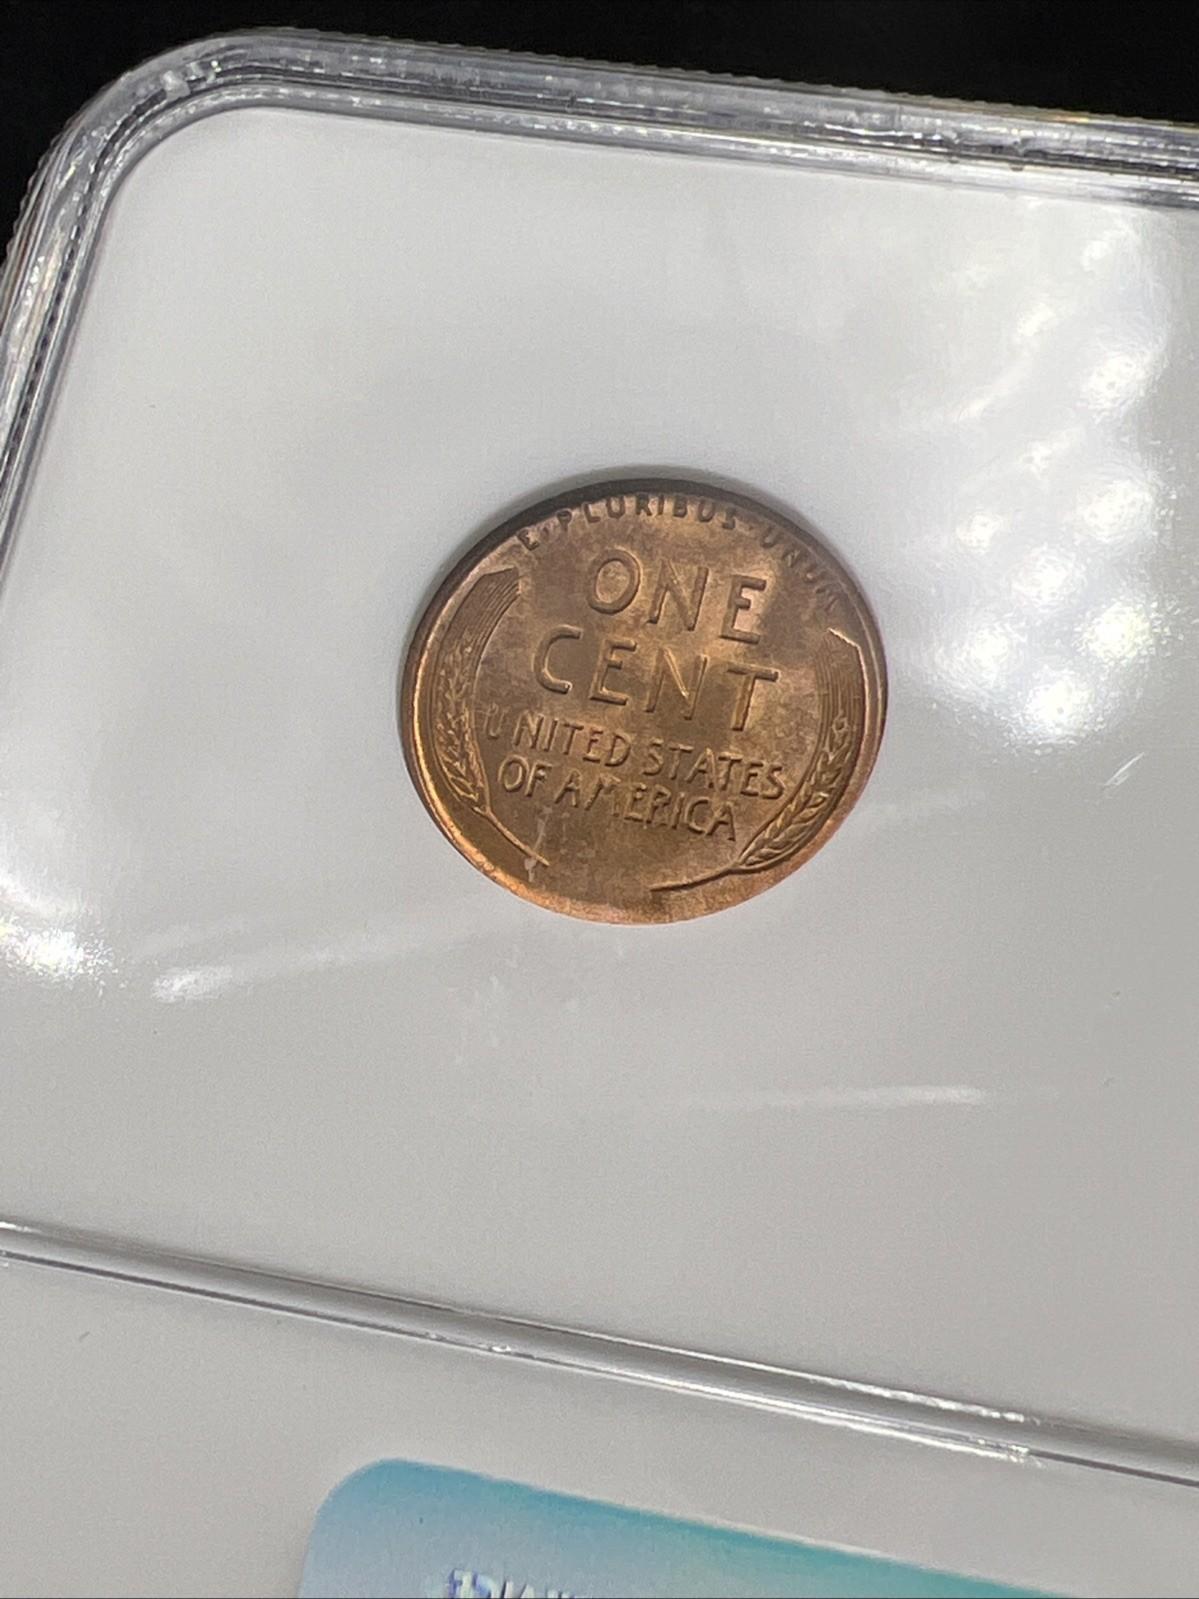 E·PLURIBUS·UNUM
ONE
CENT
UNITED STATES
OF AMERICA